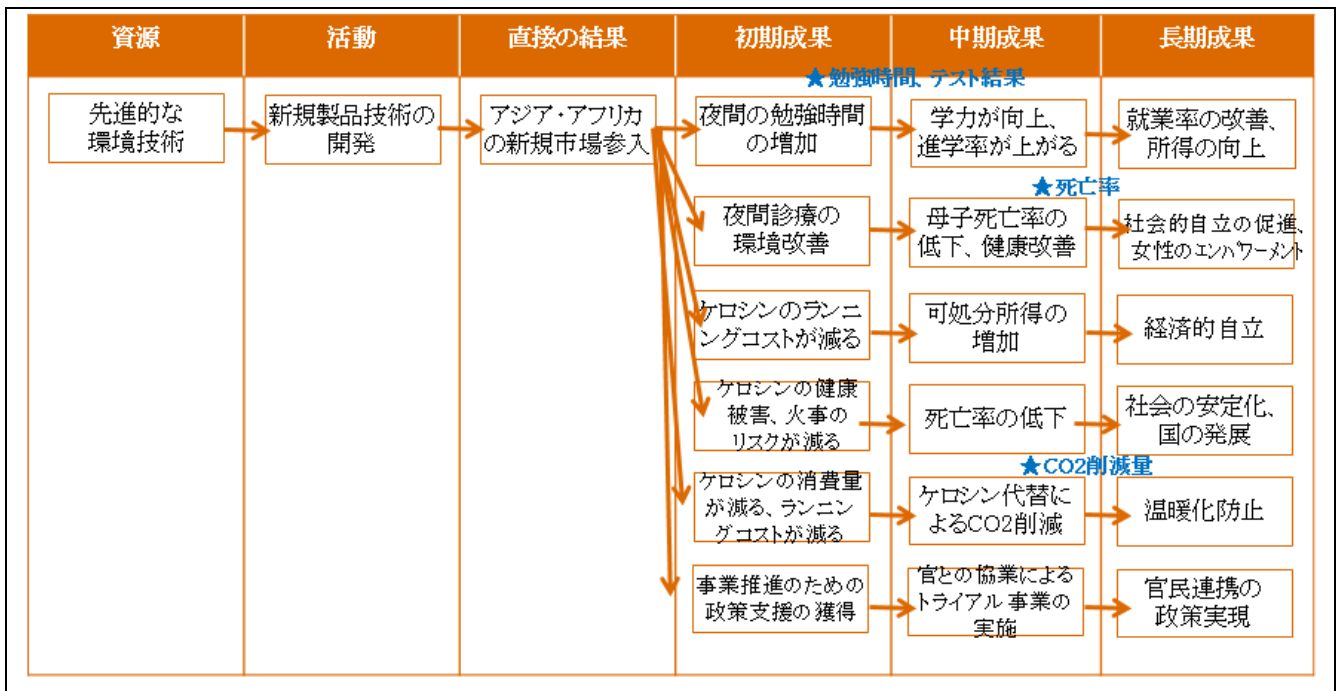 資源
活動
直接の結果
初期成果
中期成果
長期成果
★勉強時間、テスト結果
先進的な
環境技術
新規製品技術の
開発
アジア・アフリカ
の新規市場参入
夜間の勉強時間
の増加
学力が向上、
進学率が上がる
就業率の改善、
所得の向上
★死亡率
夜間診療の
環境改善
母子死亡率の
低下、健康改善
社会的自立の促進、
女性のエンパワーメント
ケロシンのランニ
ングコストが減る
可処分所得の
増加
経済的自立
ケロシンの健康
被害、火事の
リスクが減る
死亡率の低下
社会の安定化、
国の発展
★CO2削減量
ケロシンの消費量
が減る、ランニン
グコストが減る
ケロシン代替に
よるCO2削減
温暖化防止
事業推進のための
政策支援の獲得
官との協業による
トライアル事業の
実施
官民連携の
政策実現